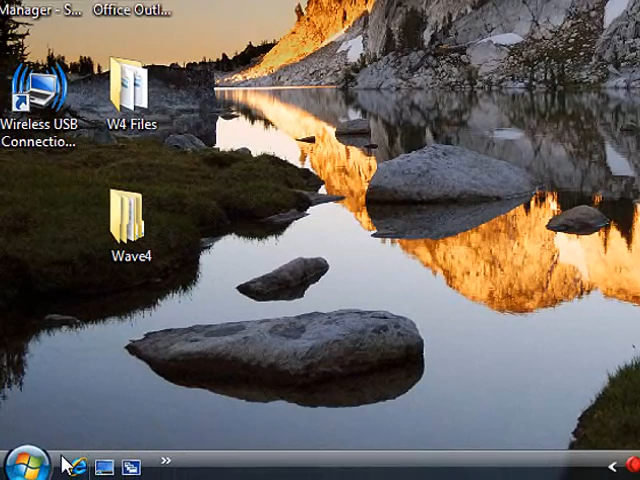 Manager - S...
Office Outl...
Wireless USB
Connectio...
W4 Files
Wave4